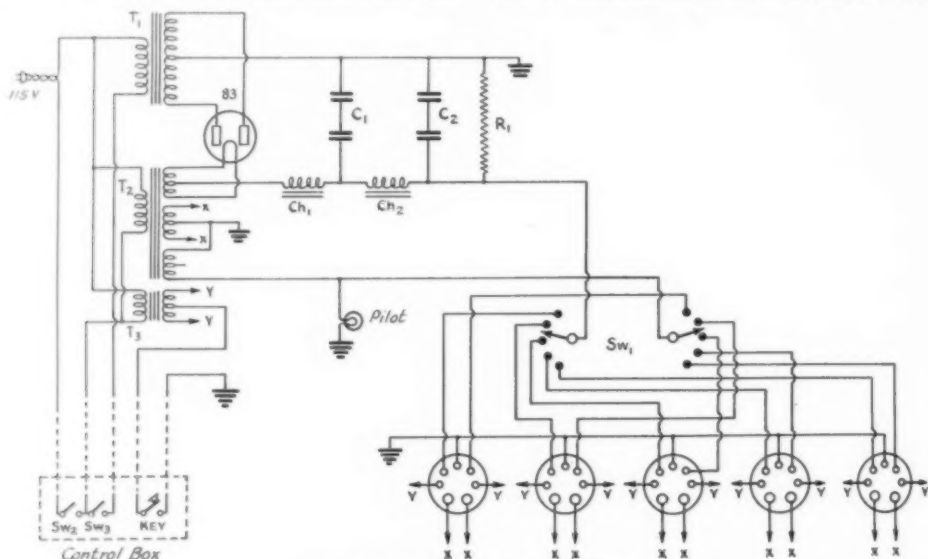 T1
115V
83
C1
C2
R1
T2
X
X
Ch1
Ch2
Y
Y
T3
Pilot
Sw1
Y
Y
Y
Y
Y
Y
Y
Y
Y
Y
X
X
X
X
X
X
X
X
X
X
Sw2
Sw3
KEY
Control Box